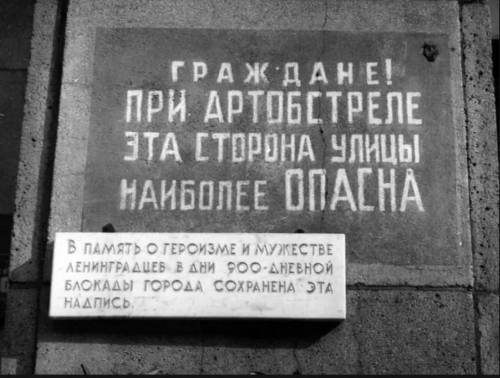 ГРАЖДАНЕ!
ПРИ АРТОБСТРЕЛЕ
ЭТА СТОРОНА УЛИЦЫ
НАИБОЛЕЕ ОПАСНА
В ПАМЯТЬ О ГЕРОИЗМЕ И МУЖЕСТВЕ
ЛЕНИНГРАДЦЕВ В ДНИ 900-ДНЕВНОЙ
БЛОКАДЫ ГОРОДА СОХРАНЕНА ЭТА
НАДПИСЬ.